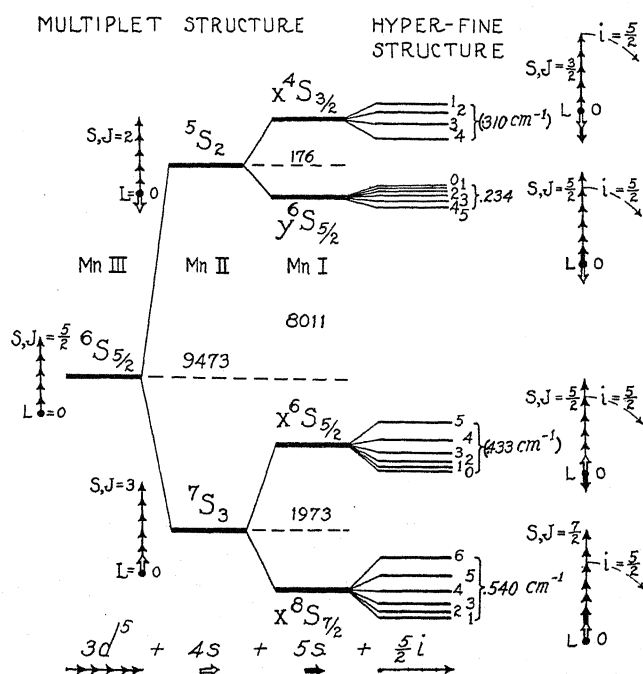 MULTIPLET STRUCTURE HYPER-FINE
STRUCTURE
i=5/2
S,J=3/2
L 0
x⁴S₃/₂
1 2
3 4
(.310 cm⁻¹)
S,J=2
L=0
⁵S₂
176
y⁶S₅/₂
0 1
2 3
4 5
.234
S,J=5/2
i=5/2
L 0
Mn III Mn II Mn I
8011
S,J=5/2
L=0
⁶S₅/₂
9473
x⁶S₅/₂
5
4
3 2
1 0
(.433 cm⁻¹)
S,J=5/2
i=5/2
L 0
S,J=3
L=0
⁷S₃
1973
x⁸S₇/₂
6
5
4
3
2 1
.540 cm⁻¹
S,J=7/2
i=5/2
L 0
3d⁵ + 4s + 5s + 5/2 i